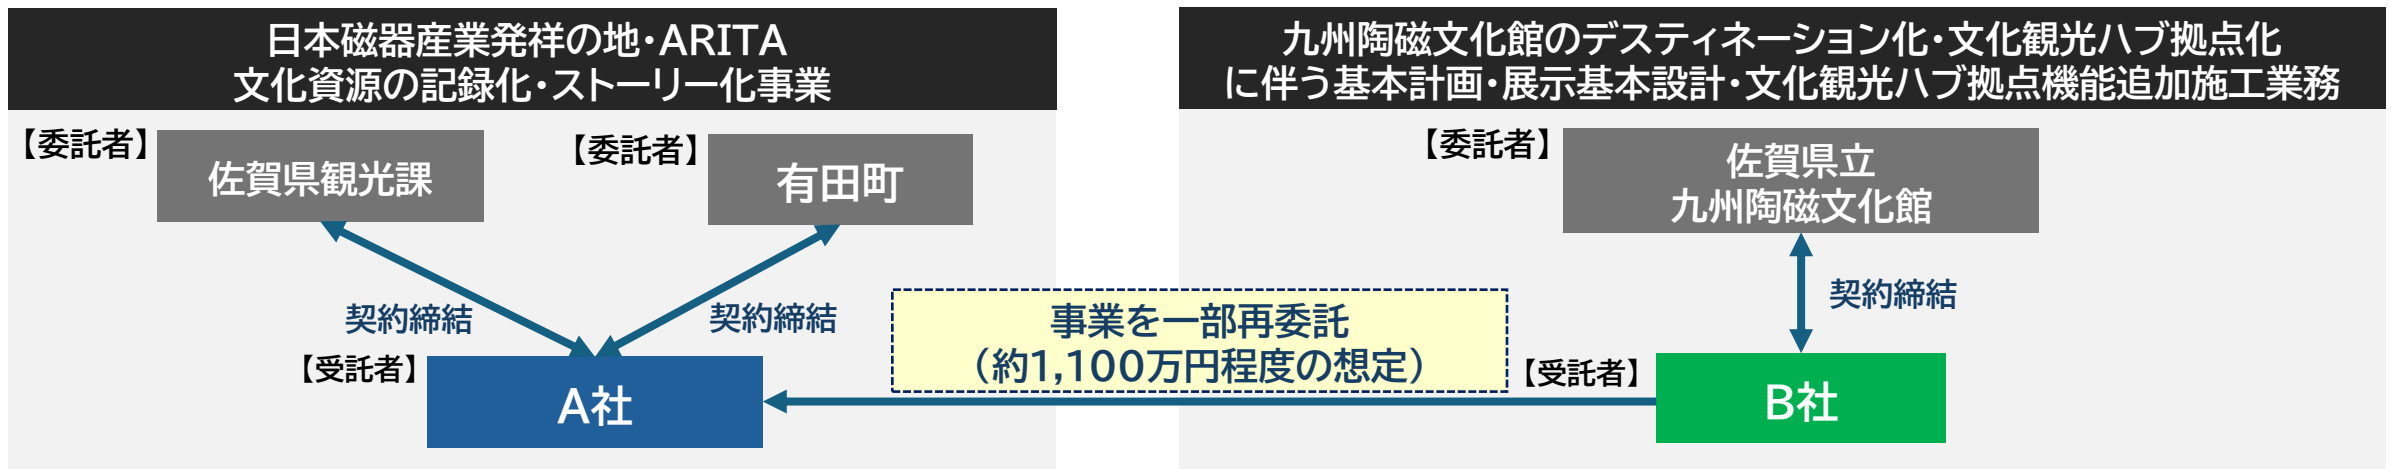 日本磁器産業発祥の地・ARITA
文化資源の記録化・ストーリー化事業
【委託者】
佐賀県観光課
【委託者】
有田町
契約締結
契約締結
【受託者】
A社
事業を一部再委託
（約1,100万円程度の想定）
九州陶磁文化館のデスティネーション化・文化観光ハブ拠点化
に伴う基本計画・展示基本設計・文化観光ハブ拠点機能追加施工業務
【委託者】
佐賀県立
九州陶磁文化館
契約締結
【受託者】
B社